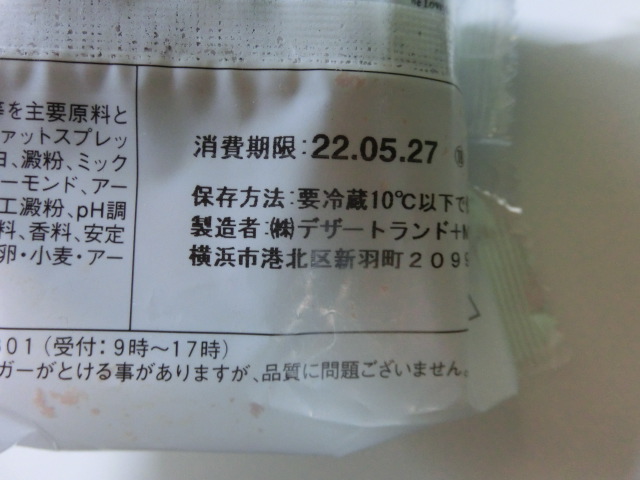 等を主要原料と
ァットスプレッ
ヨ、澱粉、ミック
ーモンド、アー
工澱粉、pH調
料、香料、安定
卵・小麦・アー
消費期限:22.05.27
保存方法:要冷蔵10℃以下で
製造者:㈱デザートランド+M
横浜市港北区新羽町2099
601(受付:9時～17時)
ガーがとける事がありますが、品質に問題ございません。